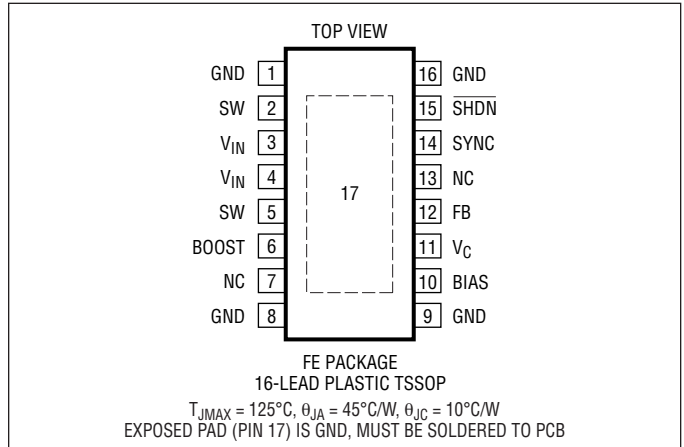 TOP VIEW
GND 1
SW 2
VIN 3
VIN 4
SW 5
BOOST 6
NC 7
GND 8
16 GND
15 S̅H̅D̅N̅
14 SYNC
13 NC
12 FB
11 VC
10 BIAS
9 GND
17
FE PACKAGE
16-LEAD PLASTIC TSSOP
TJMAX = 125°C, θJA = 45°C/W, θJC = 10°C/W
EXPOSED PAD (PIN 17) IS GND, MUST BE SOLDERED TO PCB